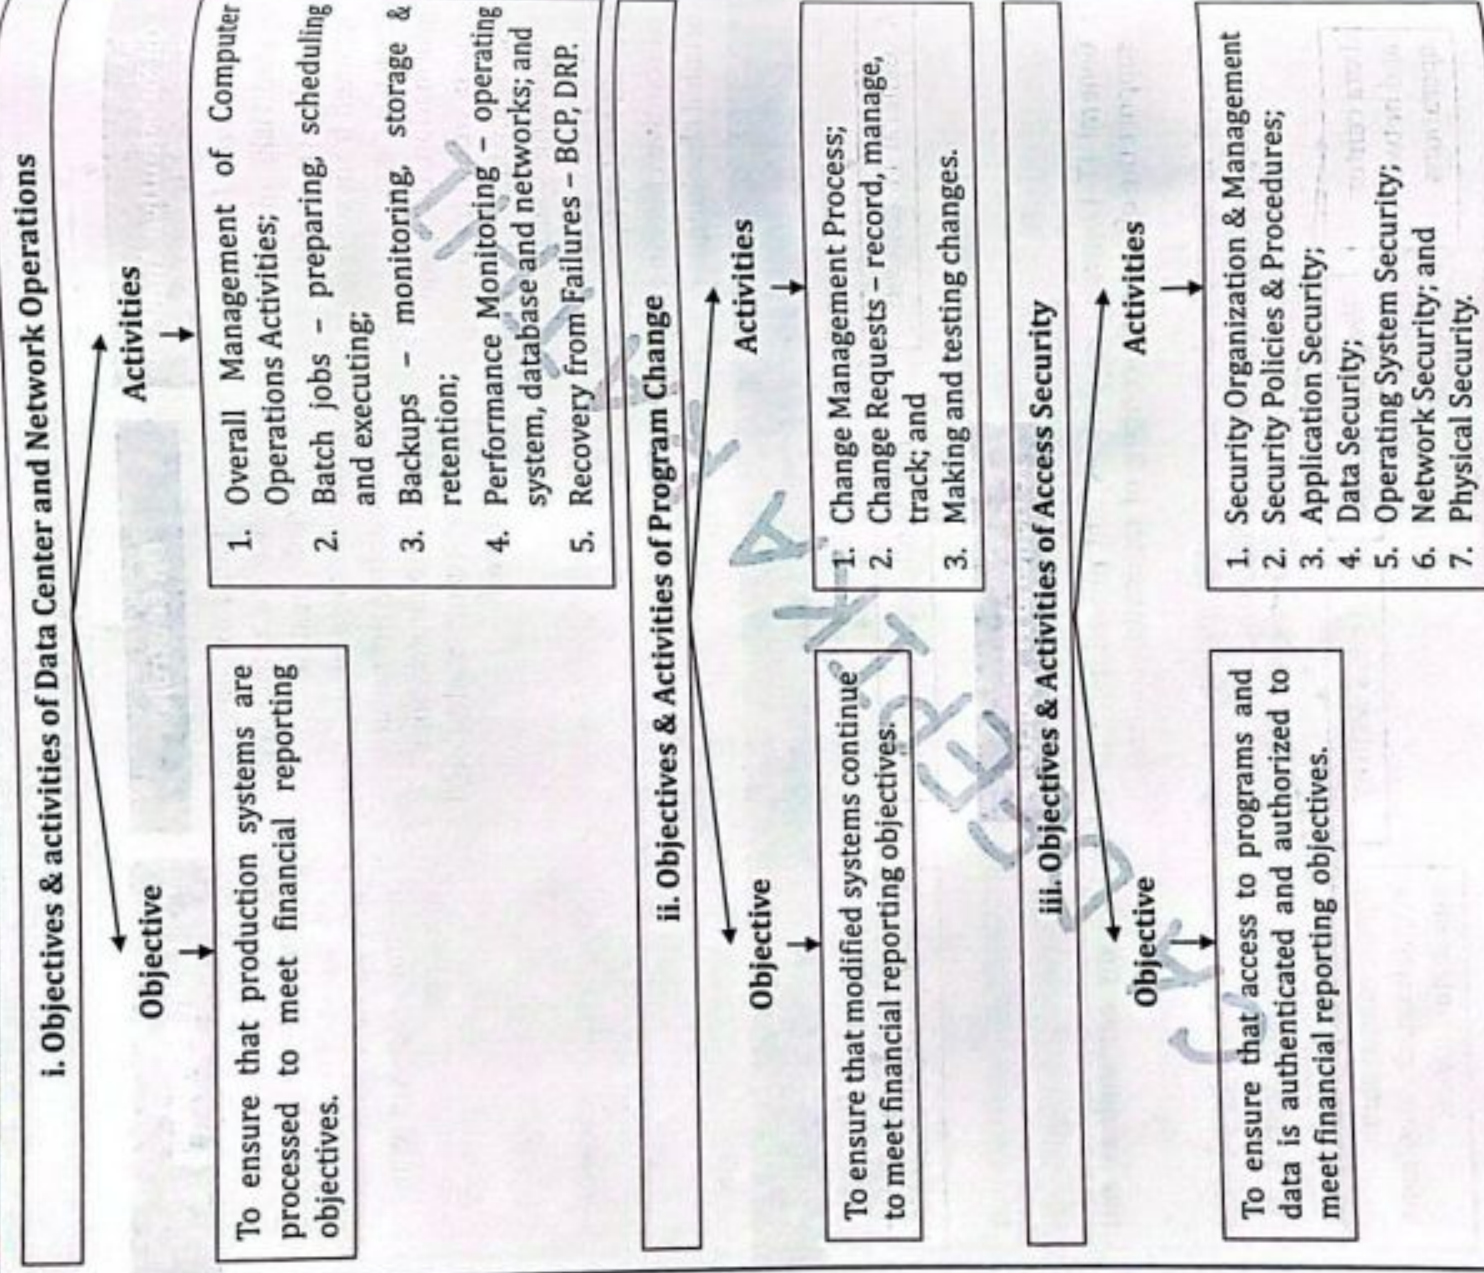 i. Objectives & activities of Data Center and Network Operations
Objective
To ensure that production systems are
processed to meet financial reporting
objectives.
Activities
1. Overall Management of Computer
Operations Activities;
2. Batch jobs – preparing, scheduling
and executing;
3. Backups – monitoring, storage &
retention;
4. Performance Monitoring – operating
system, database and networks; and
5. Recovery from Failures – BCP, DRP.
ii. Objectives & Activities of Program Change
Objective
To ensure that modified systems continue
to meet financial reporting objectives.
Activities
1. Change Management Process;
2. Change Requests – record, manage,
track; and
3. Making and testing changes.
iii. Objectives & Activities of Access Security
Objective
To ensure that access to programs and
data is authenticated and authorized to
meet financial reporting objectives.
Activities
1. Security Organization & Management
2. Security Policies & Procedures;
3. Application Security;
4. Data Security;
5. Operating System Security;
6. Network Security; and
7. Physical Security.